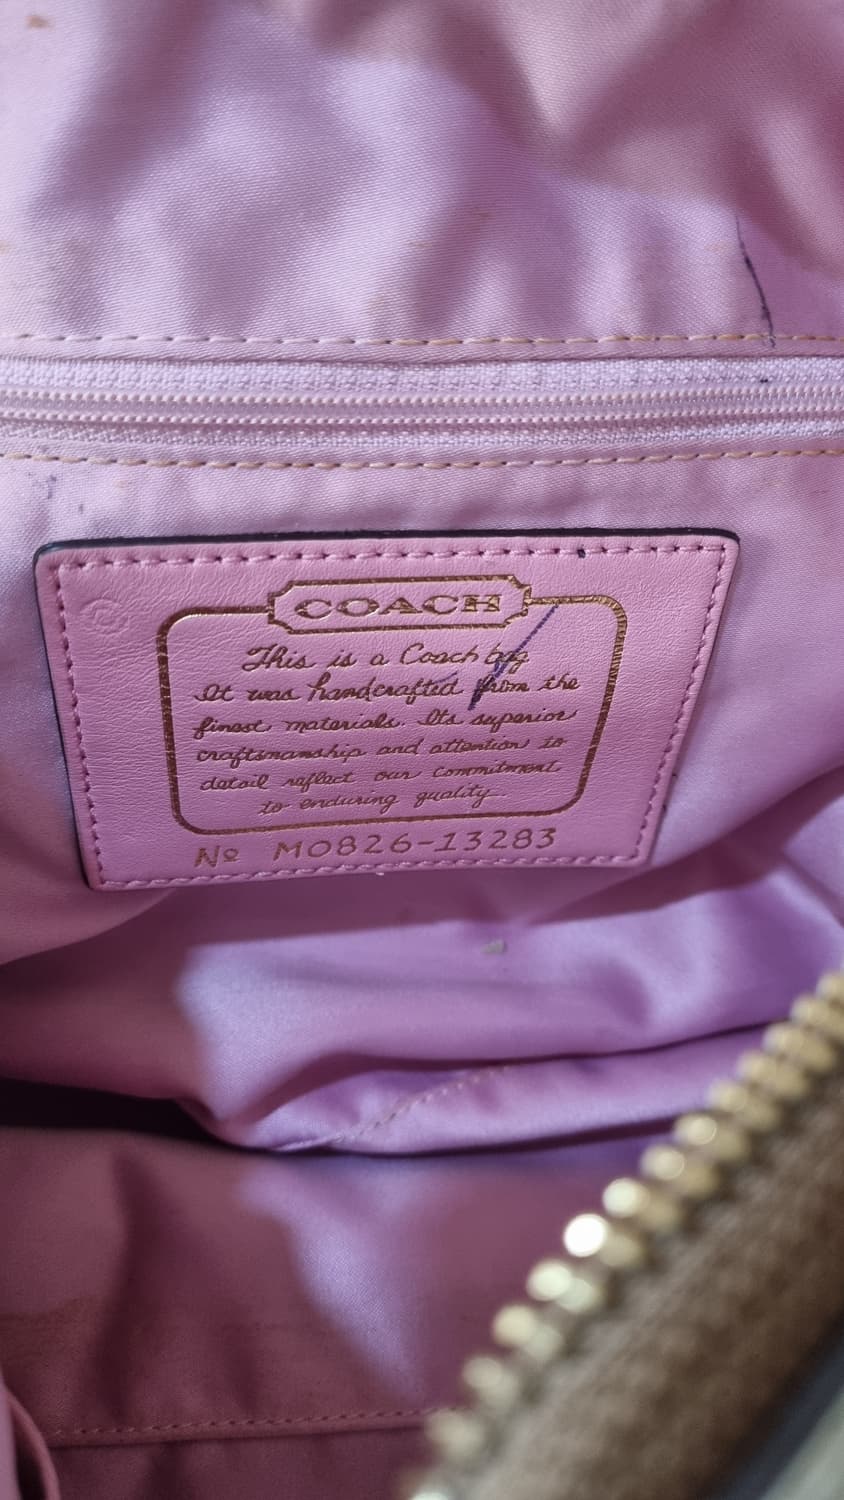 COACH
This is a Coach bag
It was handcrafted from the
finest materials. Its superior
craftsmanship and attention to
detail reflect our commitment
to enduring quality.
Nº M0826-13283